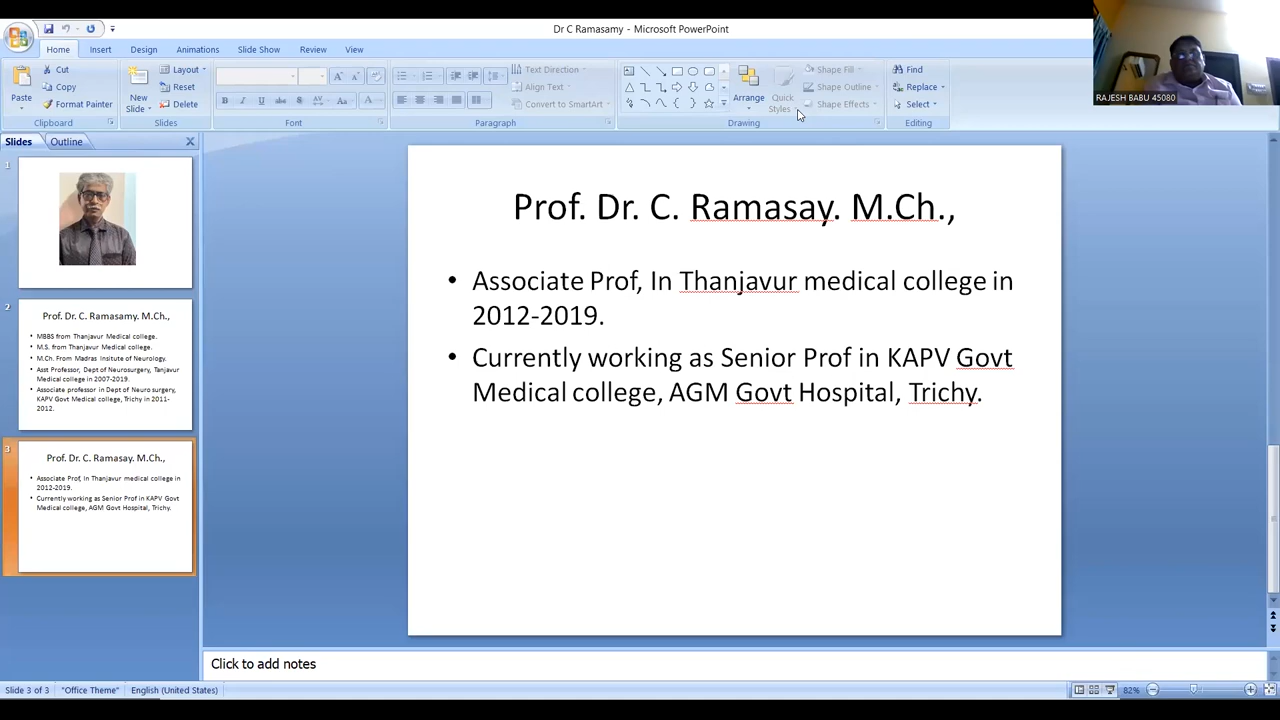 Dr C Ramasamy - Microsoft PowerPoint
Home Insert Design Animations Slide Show Review View
Paste
Cut
Copy
Format Painter
Clipboard
New Slide
Layout
Reset
Delete
Slides
B I U abe S AV Aa A
Font
Text Direction
Align Text
Convert to SmartArt
Paragraph
Arrange
Quick Styles
Shape Fill
Shape Outline
Shape Effects
Drawing
Find
Replace
Select
Editing
RAJESH BABU 45080
Slides Outline
1
2
Prof. Dr. C. Ramasamy. M.Ch.,
• MBBS from Thanjavur Medical college.
• M.S. from Thanjavur Medical college.
• M.Ch. From Madras Insitute of Neurology.
• Asst Professor, Dept of Neurosurgery, Tanjavur
Medical college in 2007-2019.
• Associate professor in Dept of Neuro surgery,
KAPV Govt Medical college, Trichy in 2011-
2012.
3
Prof. Dr. C. Ramasay. M.Ch.,
• Associate Prof, In Thanjavur medical college in
2012-2019.
• Currently working as Senior Prof in KAPV Govt
Medical college, AGM Govt Hospital, Trichy.
Prof. Dr. C. Ramasay. M.Ch.,
• Associate Prof, In Thanjavur medical college in
2012-2019.
• Currently working as Senior Prof in KAPV Govt
Medical college, AGM Govt Hospital, Trichy.
Click to add notes
Slide 3 of 3 "Office Theme" English (United States) 82%